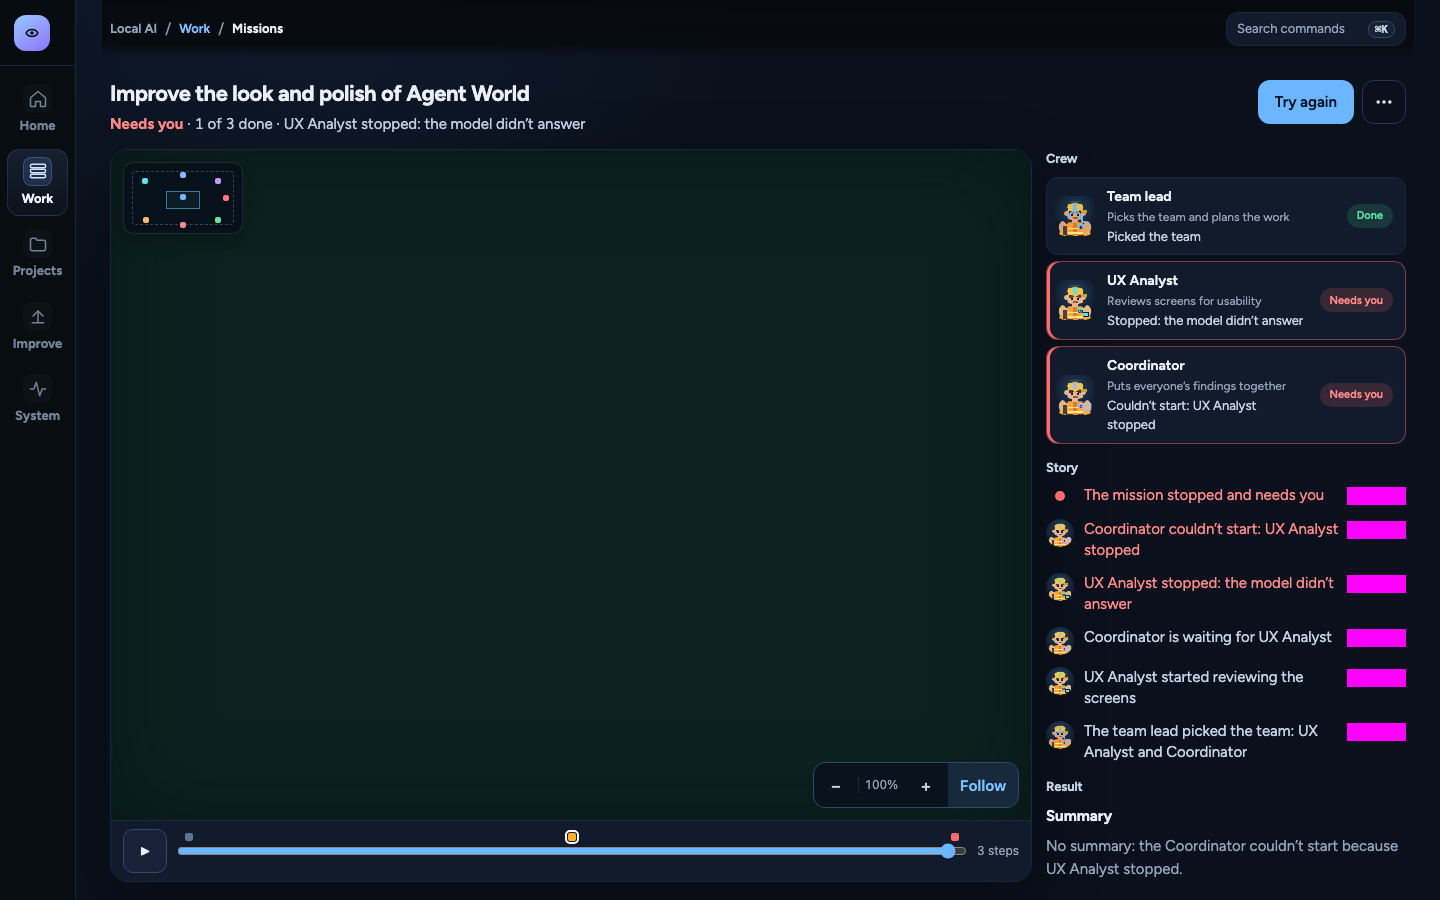 Local AI / Work / Missions
Search commands ⌘K
Home
Work
Projects
Improve
System
Improve the look and polish of Agent World
Needs you · 1 of 3 done · UX Analyst stopped: the model didn’t answer
Try again
Crew
Team lead
Picks the team and plans the work
Picked the team
Done
UX Analyst
Reviews screens for usability
Stopped: the model didn’t answer
Needs you
Coordinator
Puts everyone’s findings together
Couldn’t start: UX Analyst
stopped
Needs you
Story
The mission stopped and needs you
Coordinator couldn’t start: UX Analyst
stopped
UX Analyst stopped: the model didn’t
answer
Coordinator is waiting for UX Analyst
UX Analyst started reviewing the
screens
The team lead picked the team: UX
Analyst and Coordinator
Result
Summary
No summary: the Coordinator couldn’t start because
UX Analyst stopped.
− 100% + Follow
3 steps